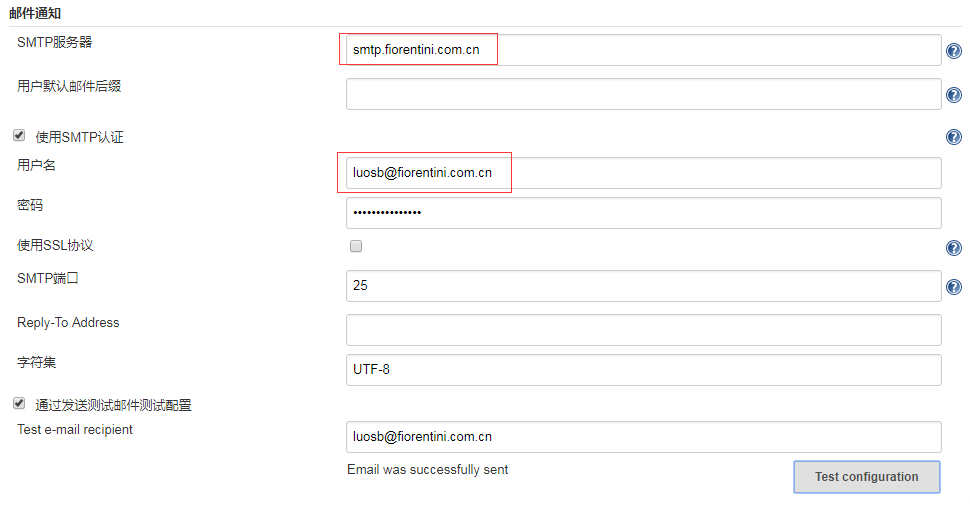 邮件通知
SMTP服务器
smtp.fiorentini.com.cn
用户默认邮件后缀
使用SMTP认证
用户名
luosb@fiorentini.com.cn
密码
•••••••••••••••
使用SSL协议
SMTP端口
25
Reply-To Address
字符集
UTF-8
通过发送测试邮件测试配置
Test e-mail recipient
luosb@fiorentini.com.cn
Email was successfully sent
Test configuration